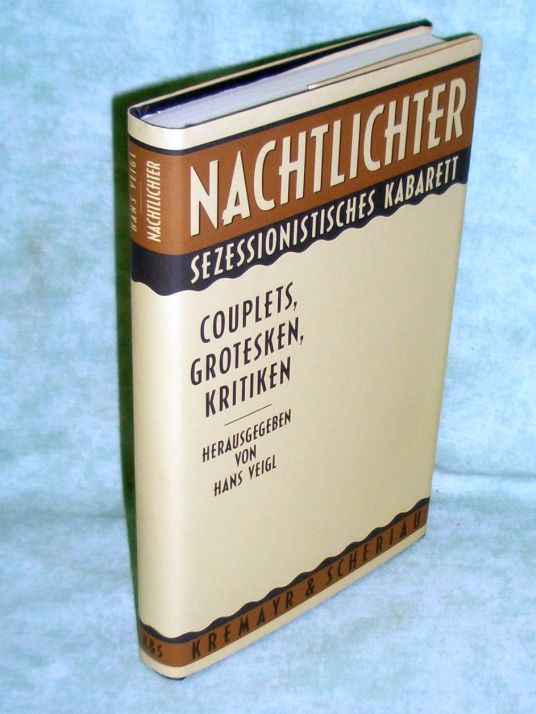 NACHTLICHTER
SEZESSIONISTISCHES KABARETT
COUPLETS,
GROTESKEN,
KRITIKEN
HERAUSGEGEBEN
VON
HANS VEIGL
KREMAYR & SCHERIAU
HANS VEIGL
NACHTLICHTER
K&S